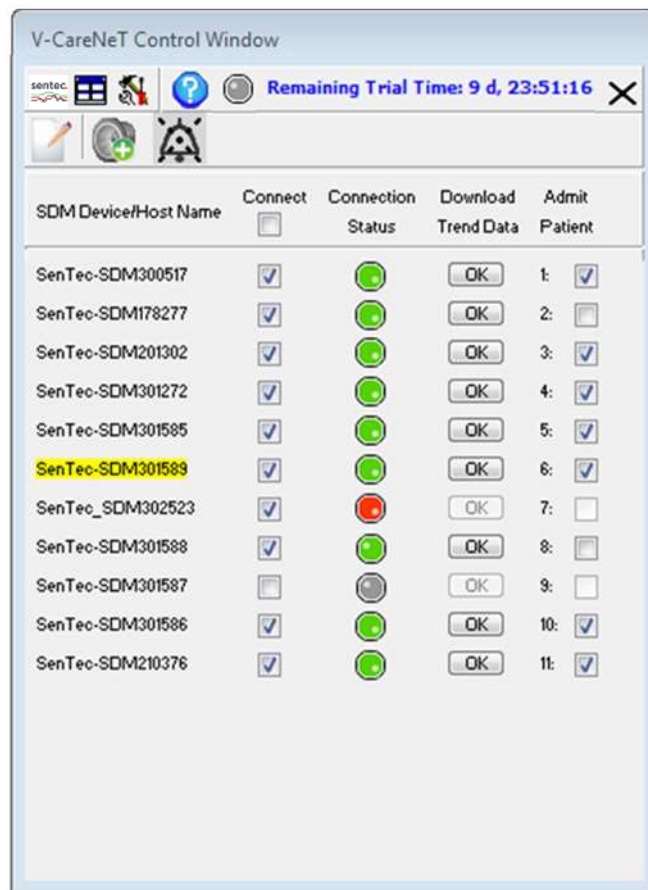 V-CareNeT Control Window
sentec
Remaining Trial Time: 9 d, 23:51:16
SDM Device/Host Name Connect Connection Status Download Trend Data Admit Patient
SenTec-SDM300517 OK 1:
SenTec-SDM178277 OK 2:
SenTec-SDM201302 OK 3:
SenTec-SDM301272 OK 4:
SenTec-SDM301585 OK 5:
SenTec-SDM301589 OK 6:
SenTec_SDM302523 OK 7:
SenTec-SDM301588 OK 8:
SenTec-SDM301587 OK 9:
SenTec-SDM301586 OK 10:
SenTec-SDM210376 OK 11: